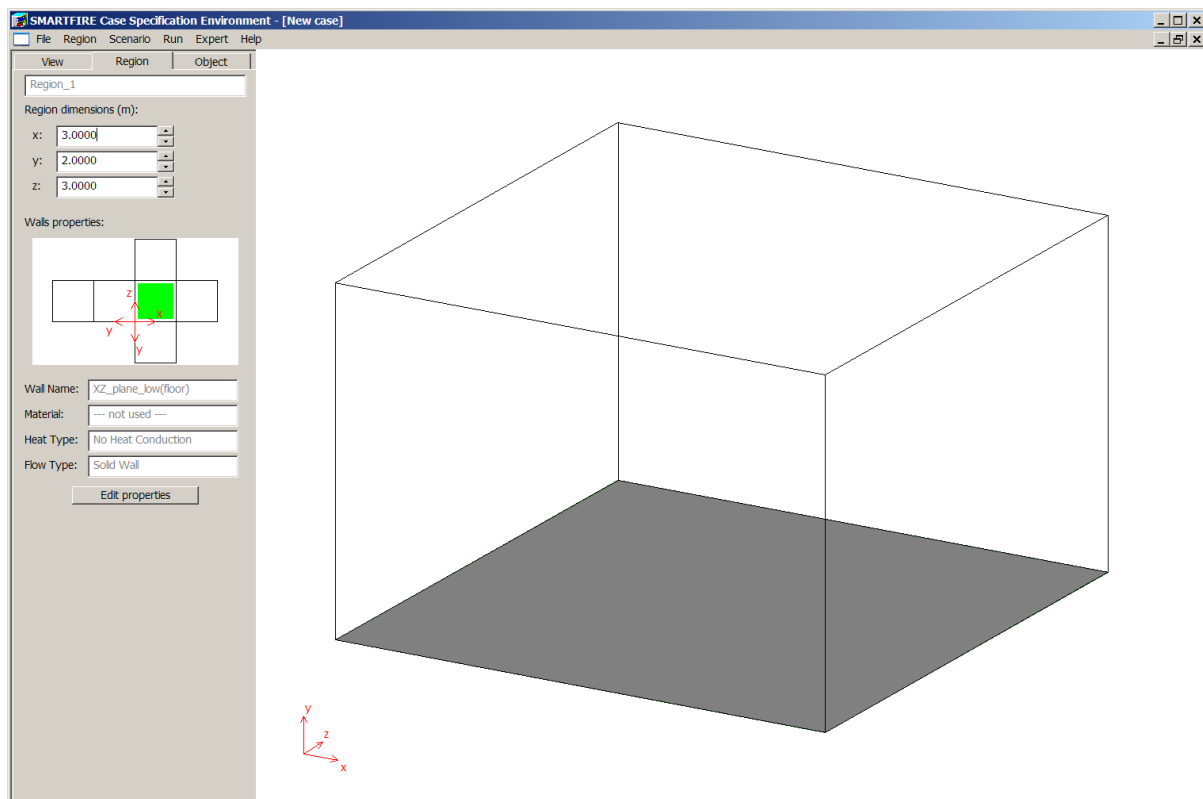 SMARTFIRE Case Specification Environment - [New case]
File Region Scenario Run Expert Help
View Region Object
Region_1
Region dimensions (m):
x: 3.0000
y: 2.0000
z: 3.0000
Walls properties:
z
x
y
y
Wall Name: XZ_plane_low(floor)
Material: --- not used ---
Heat Type: No Heat Conduction
Flow Type: Solid Wall
Edit properties
y
z
x